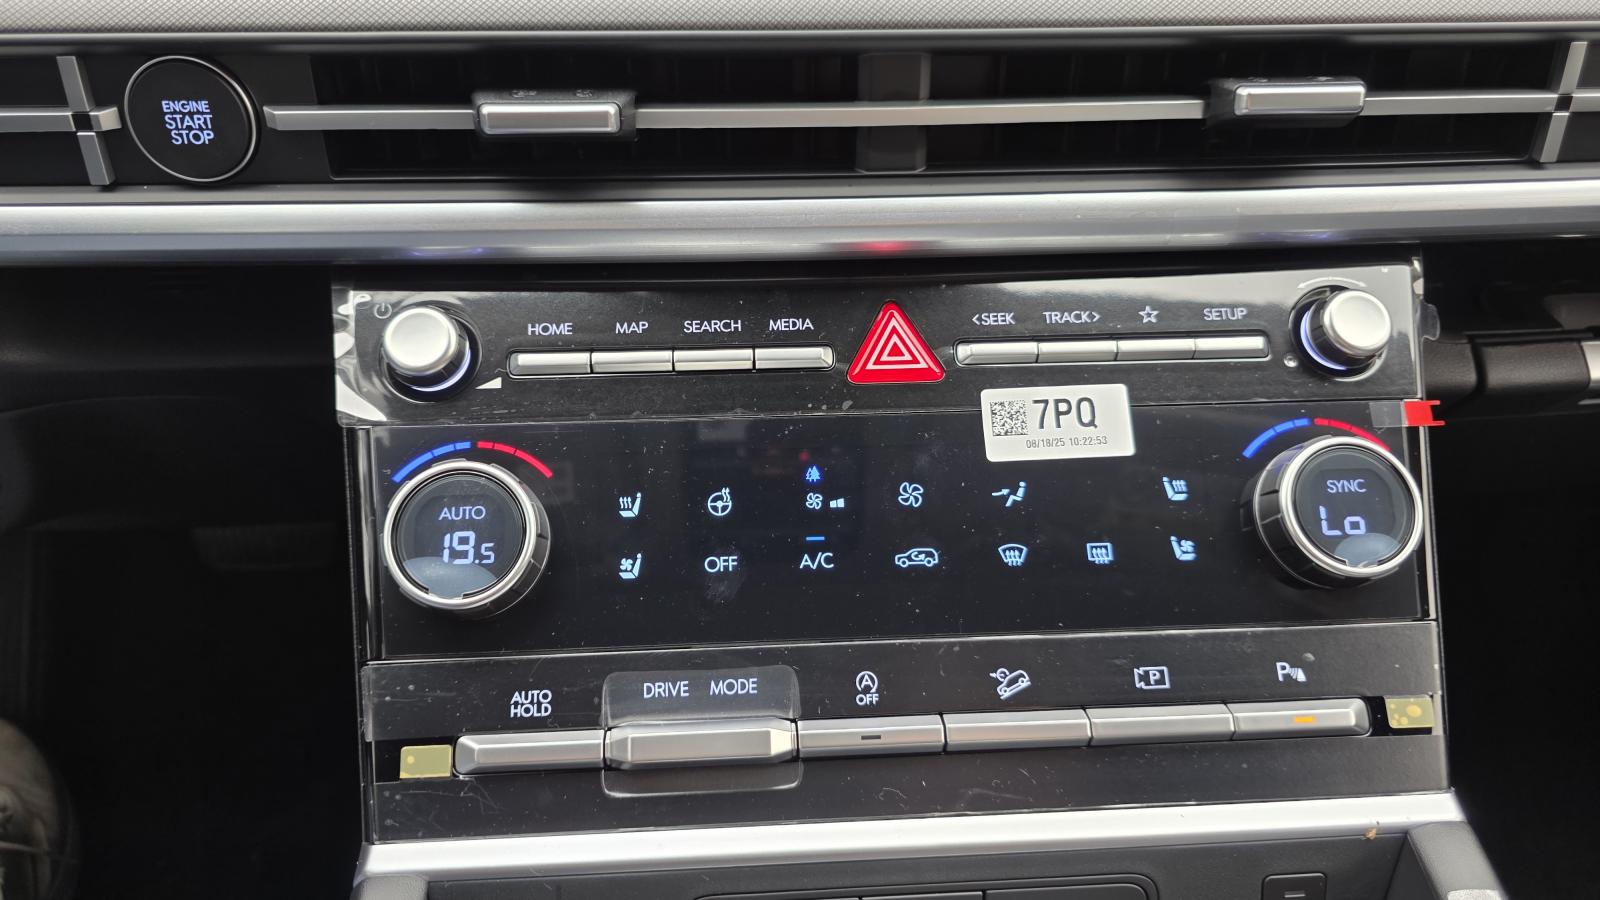 ENGINE
START
STOP
HOME MAP SEARCH MEDIA <SEEK TRACK> SETUP
7PQ
08/18/25 10:22:53
AUTO
19.5
SYNC
Lo
OFF A/C
AUTO
HOLD
DRIVE MODE
A
OFF
P
P